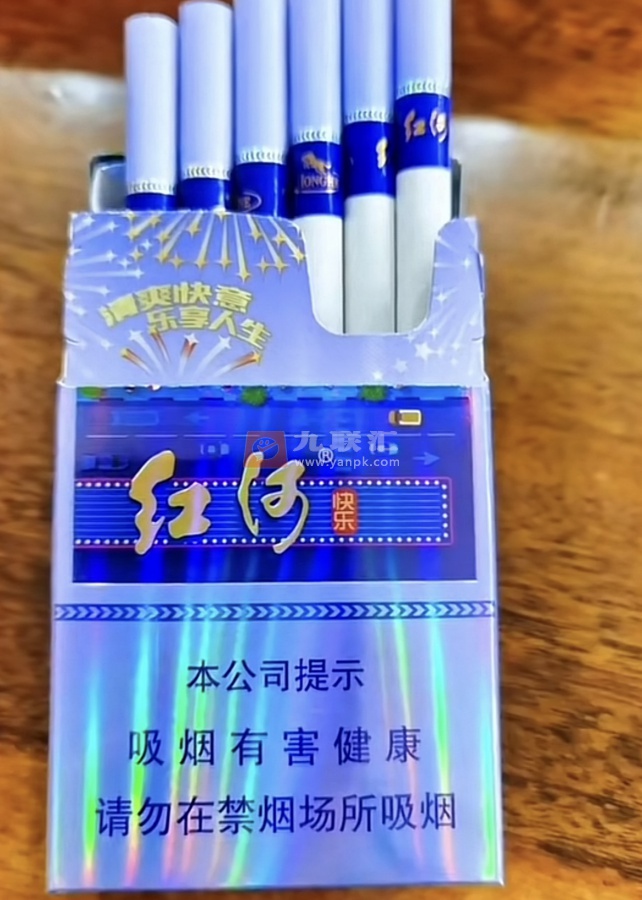 红河
清爽快意
乐享人生
九联汇
www.yanpk.com
红河®
快乐
本公司提示
吸烟有害健康
请勿在禁烟场所吸烟